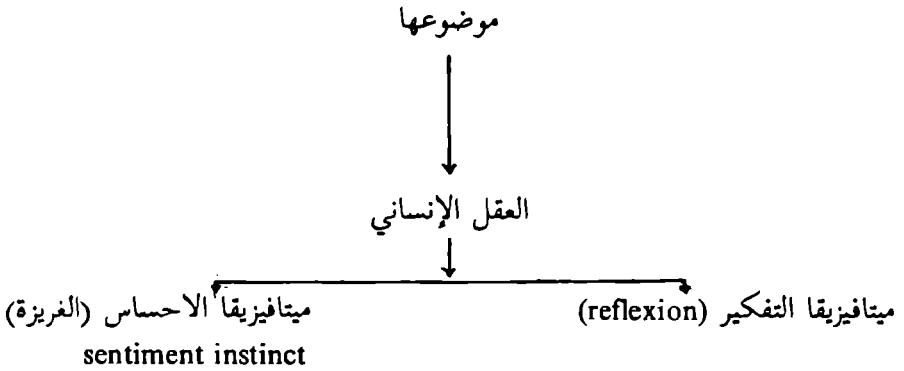 موضوعها
العقل الإنساني
ميتافيزيقا التفكير (reflexion)
ميتافيزيقا الاحساس (الغريزة)
sentiment instinct